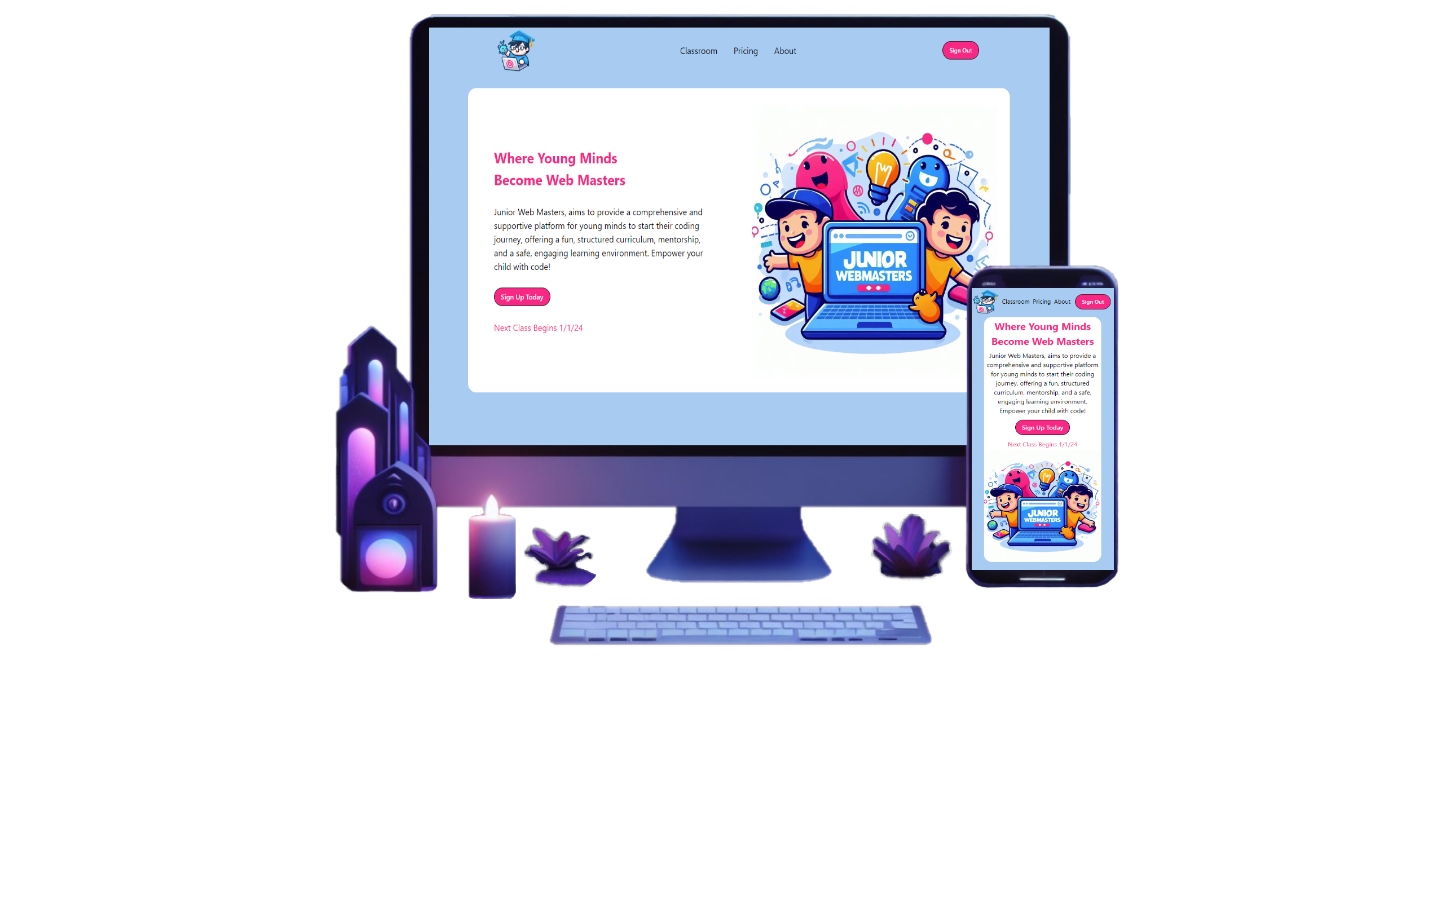 Classroom Pricing About
Sign Out
Where Young Minds
Become Web Masters
Junior Web Masters, aims to provide a comprehensive and
supportive platform for young minds to start their coding
journey, offering a fun, structured curriculum, mentorship,
and a safe, engaging learning environment. Empower your
child with code!
Sign Up Today
Next Class Begins 1/1/24
JUNIOR
WEBMASTERS
Classroom Pricing About Sign Out
Where Young Minds
Become Web Masters
Junior Web Masters, aims to provide a
comprehensive and supportive platform
for young minds to start their coding
journey, offering a fun, structured
curriculum, mentorship, and a safe,
engaging learning environment.
Empower your child with code!
Sign Up Today
Next Class Begins 1/1/24
JUNIOR
WEBMASTERS